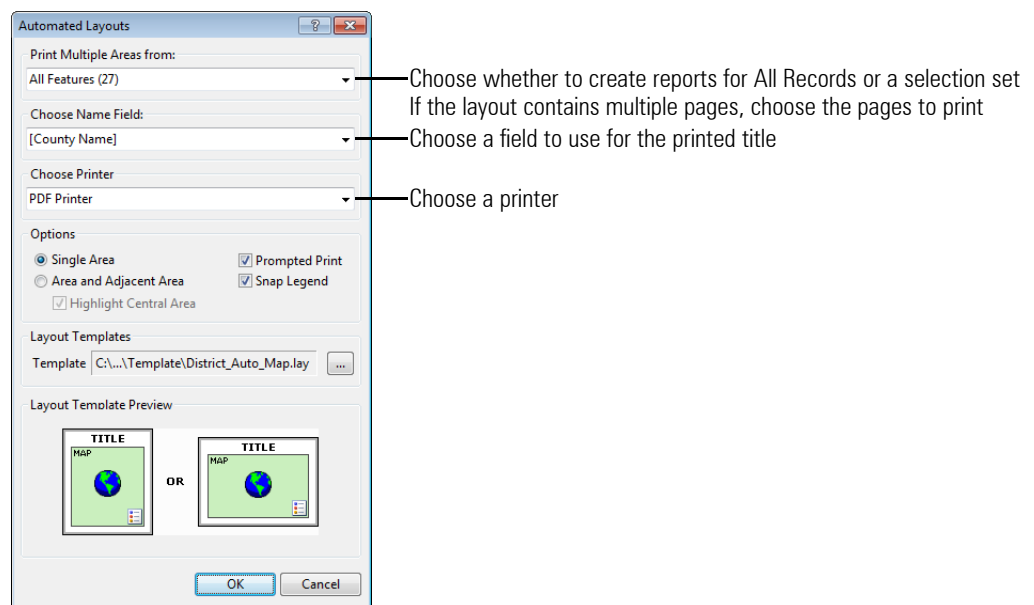 Automated Layouts
Print Multiple Areas from:
All Features (27)
Choose whether to create reports for All Records or a selection set
If the layout contains multiple pages, choose the pages to print
Choose Name Field:
[County Name]
Choose a field to use for the printed title
Choose Printer
PDF Printer
Choose a printer
Options
Single Area
Prompted Print
Area and Adjacent Area
Snap Legend
Highlight Central Area
Layout Templates
Template C:\...\Template\District_Auto_Map.lay ...
Layout Template Preview
TITLE
MAP
OR
TITLE
MAP
OK Cancel